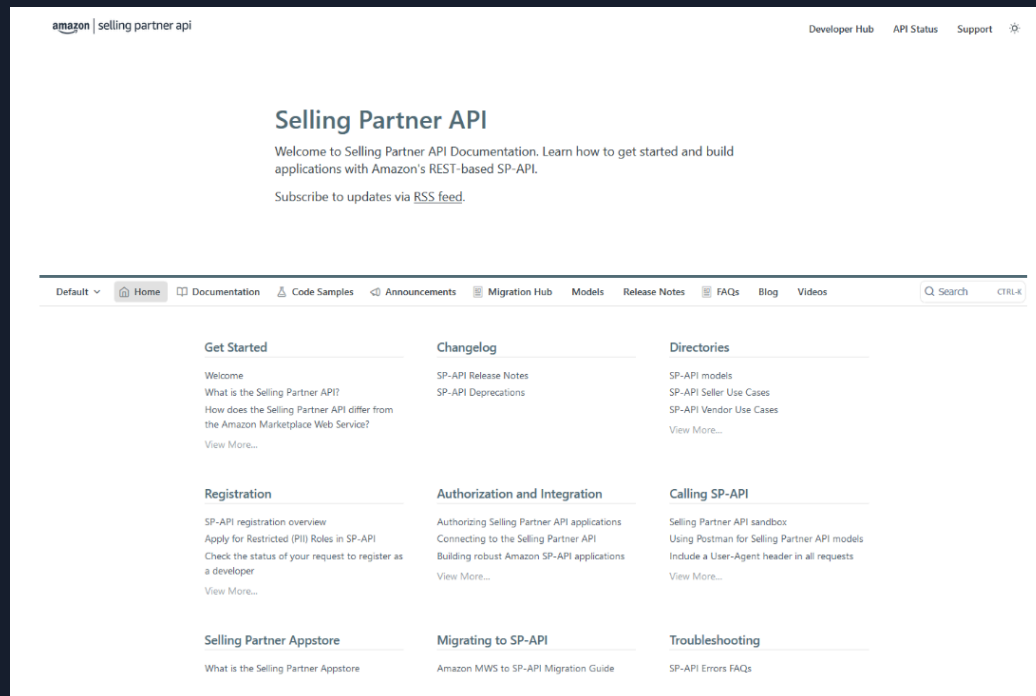 amazon | selling partner api
Developer Hub API Status Support
Selling Partner API
Welcome to Selling Partner API Documentation. Learn how to get started and build
applications with Amazon's REST-based SP-API.
Subscribe to updates via RSS feed.
Default Home Documentation Code Samples Announcements Migration Hub Models Release Notes FAQs Blog Videos Search CTRL-K
Get Started
Welcome
What is the Selling Partner API?
How does the Selling Partner API differ from
the Amazon Marketplace Web Service?
View More...
Changelog
SP-API Release Notes
SP-API Deprecations
Directories
SP-API models
SP-API Seller Use Cases
SP-API Vendor Use Cases
View More...
Registration
SP-API registration overview
Apply for Restricted (PII) Roles in SP-API
Check the status of your request to register as
a developer
View More...
Authorization and Integration
Authorizing Selling Partner API applications
Connecting to the Selling Partner API
Building robust Amazon SP-API applications
View More...
Calling SP-API
Selling Partner API sandbox
Using Postman for Selling Partner API models
Include a User-Agent header in all requests
View More...
Selling Partner Appstore
What is the Selling Partner Appstore
Migrating to SP-API
Amazon MWS to SP-API Migration Guide
Troubleshooting
SP-API Errors FAQs